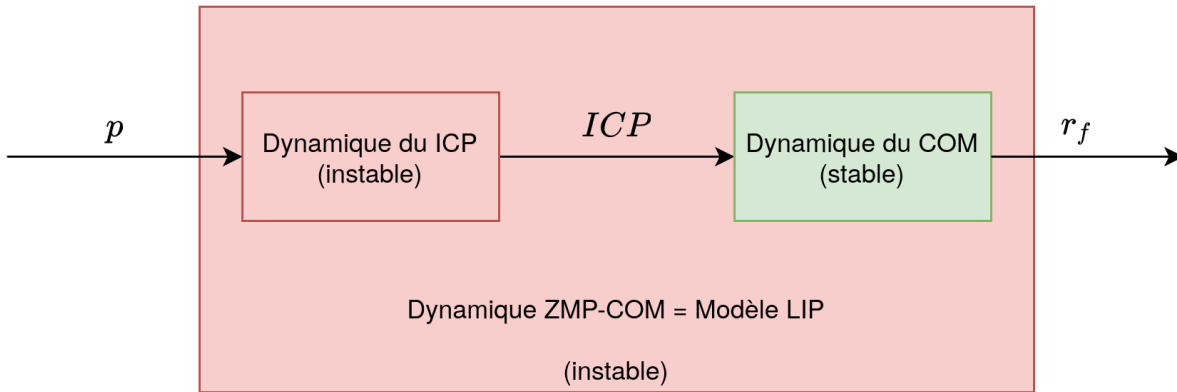 p
Dynamique du ICP
(instable)
ICP
Dynamique du COM
(stable)
r_f
Dynamique ZMP-COM = Modèle LIP
(instable)